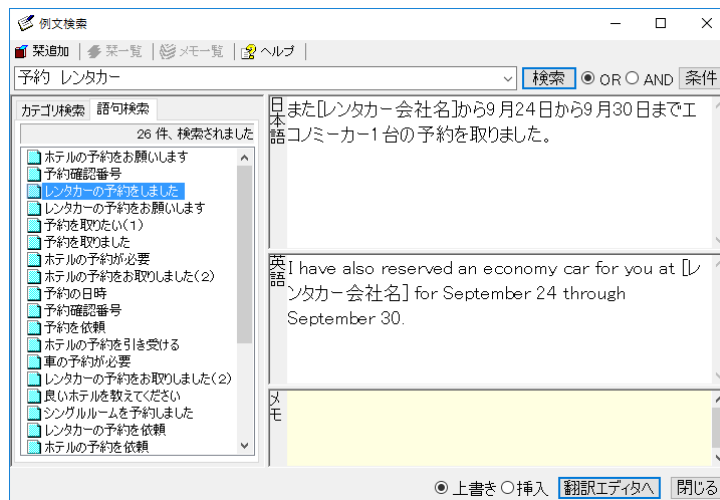 例文検索
栞追加 栞一覧 メモ一覧 ヘルプ
予約 レンタカー 検索 OR AND 条件
カテゴリ検索 語句検索
26 件、検索されました
ホテルの予約をお願いします
予約確認番号
レンタカーの予約をしました
レンタカーの予約をお願いします
予約を取りたい(1)
予約を取りました
ホテルの予約が必要
ホテルの予約をお取りしました(2)
予約の日時
予約確認番号
予約を依頼
ホテルの予約を引き受ける
車の予約が必要
レンタカーの予約をお取りしました(2)
良いホテルを教えてください
シングルルームを予約しました
レンタカーの予約を依頼
ホテルの予約を依頼
日本語
また[レンタカー会社名]から9月24日から9月30日までエ
コノミーカー1台の予約を取りました。
英語
I have also reserved an economy car for you at [レ
ンタカー会社名] for September 24 through
September 30.
メモ
上書き 挿入 翻訳エディタへ 閉じる